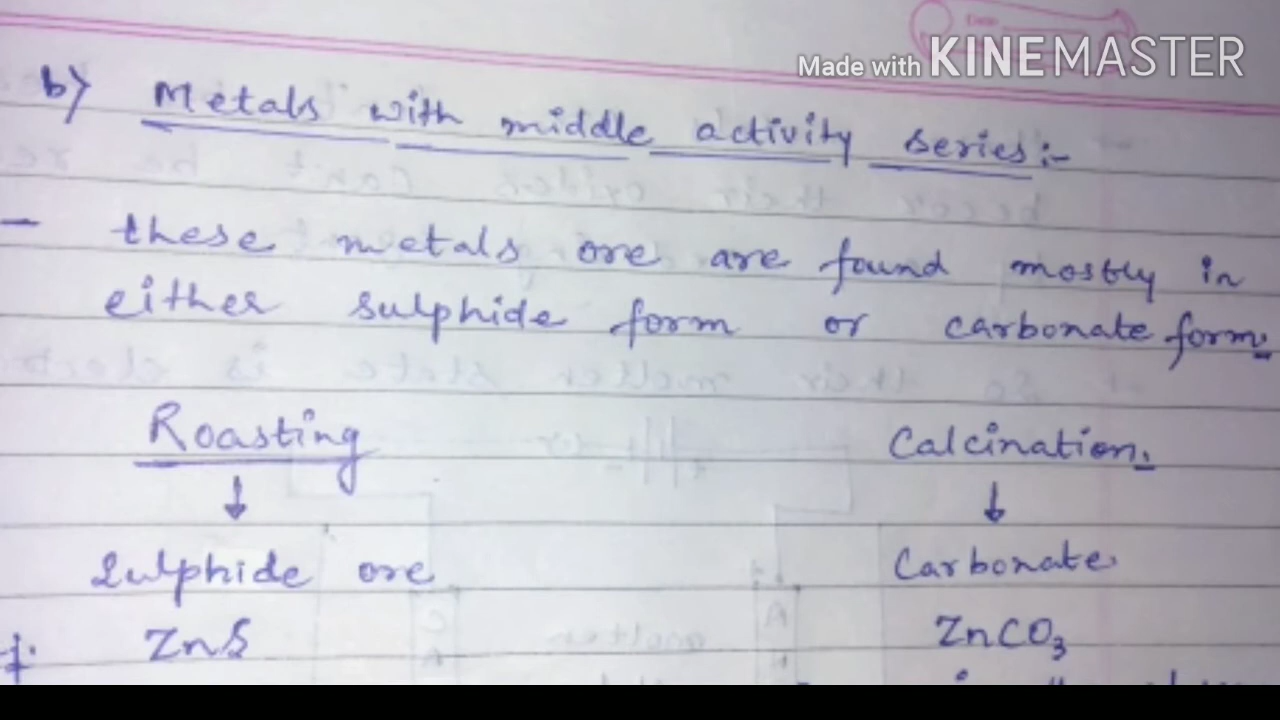 Made with KINEMASTER
b) Metals with middle activity series:-
- these metals ore are found mostly in
either sulphide form or carbonate form.
Roasting Calcination.
↓ ↓
Sulphide ore Carbonate
ZnS ZnCO₃